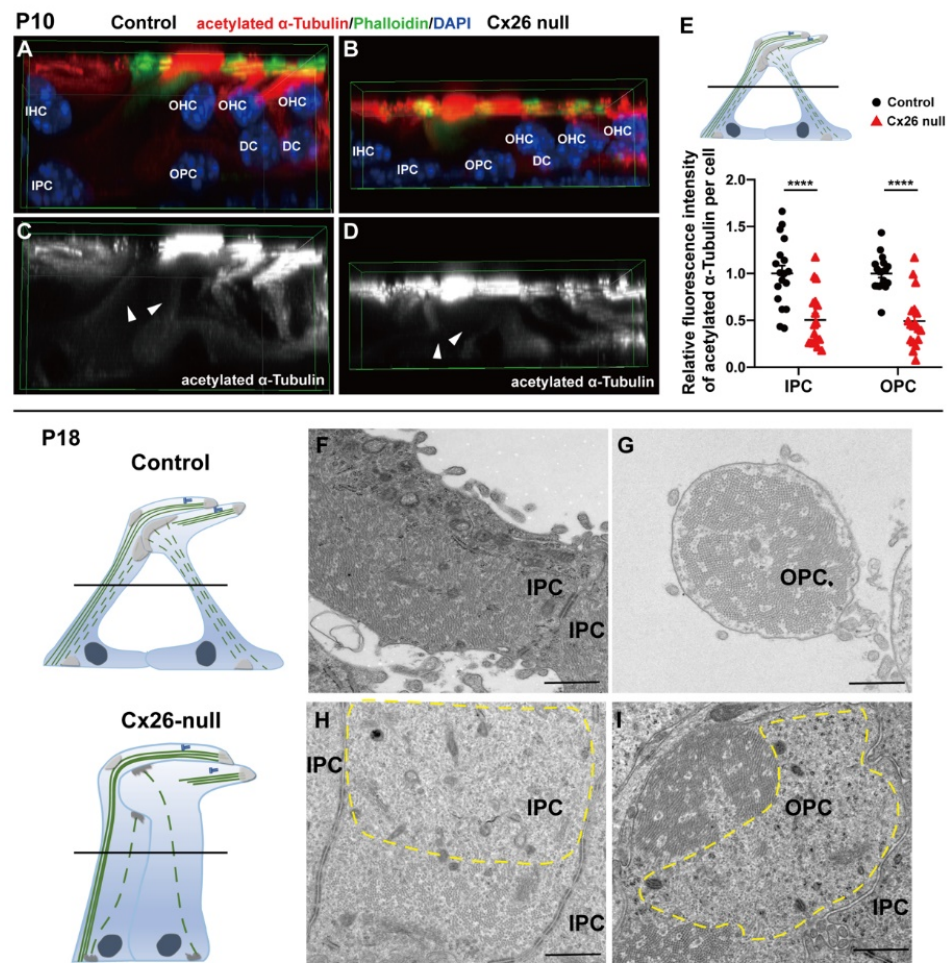 P10 Control acetylated α-Tubulin/Phalloidin/DAPI Cx26 null
A
IHC
OHC
OHC
OHC
DC
DC
IPC
OPC
B
IHC
IPC
OPC
OHC
DC
OHC
OHC
C
acetylated α-Tubulin
D
acetylated α-Tubulin
E
Control
Cx26 null
Relative fluorescence intensity
of acetylated α-Tubulin per cell
2.0
1.5
1.0
0.5
0.0
****
****
IPC
OPC
P18
Control
Cx26-null
F
IPC
IPC
G
OPC
H
IPC
IPC
IPC
I
OPC
IPC